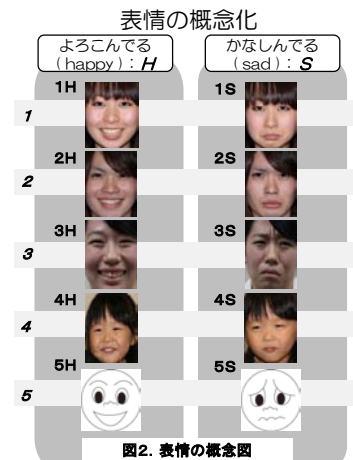 表情の概念化
よろこんでる
(happy)：H
かなしんでる
(sad)：S
1H
1S
1
2H
2S
2
3H
3S
3
4H
4S
4
5H
5S
5
図2. 表情の概念図